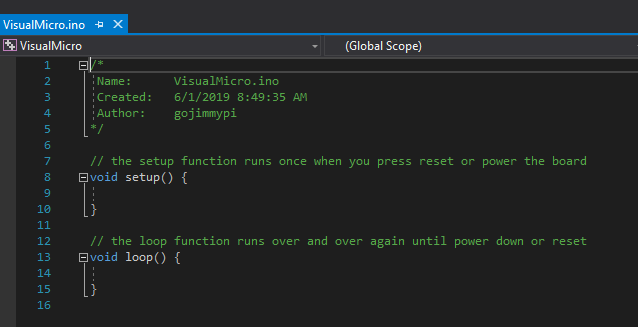 VisualMicro.ino
VisualMicro (Global Scope)
1 /*
2 Name: VisualMicro.ino
3 Created: 6/1/2019 8:49:35 AM
4 Author: gojimmypi
5 */
6
7 // the setup function runs once when you press reset or power the board
8 void setup() {
9
10 }
11
12 // the loop function runs over and over again until power down or reset
13 void loop() {
14
15 }
16